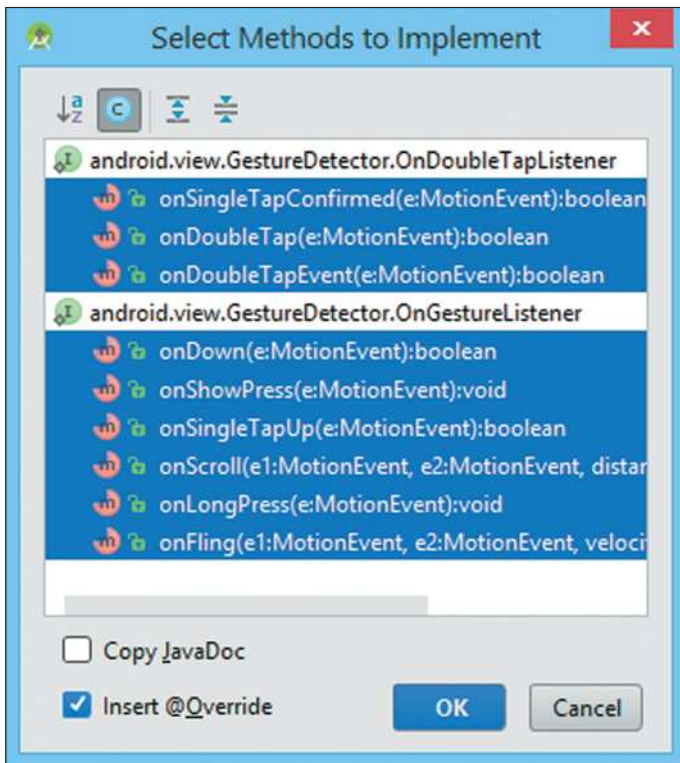 Select Methods to Implement
x
a
z
C
I android.view.GestureDetector.OnDoubleTapListener
m onSingleTapConfirmed(e:MotionEvent):boolean
m onDoubleTap(e:MotionEvent):boolean
m onDoubleTapEvent(e:MotionEvent):boolean
I android.view.GestureDetector.OnGestureListener
m onDown(e:MotionEvent):boolean
m onShowPress(e:MotionEvent):void
m onSingleTapUp(e:MotionEvent):boolean
m onScroll(e1:MotionEvent, e2:MotionEvent, distan
m onLongPress(e:MotionEvent):void
m onFling(e1:MotionEvent, e2:MotionEvent, veloci
Copy JavaDoc
Insert @Override
OK
Cancel